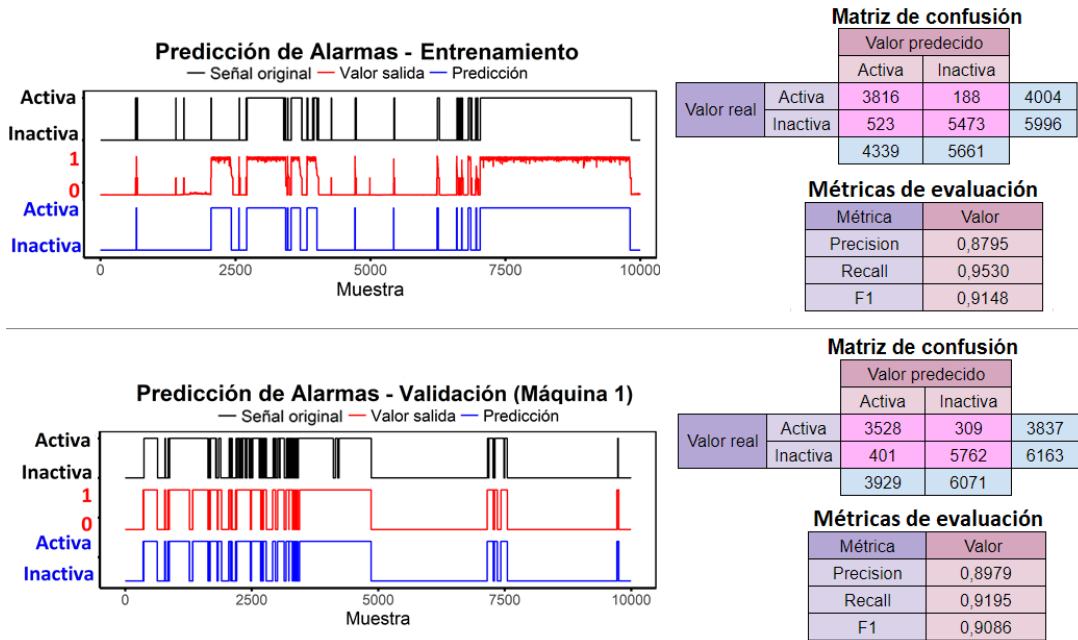 Predicción de Alarmas - Entrenamiento
Señal original Valor salida Predicción
Activa
Inactiva
1
0
Activa
Inactiva
0 2500 5000 7500 10000
Muestra
Matriz de confusión
Valor predecido
Activa Inactiva
Valor real Activa 3816 188 4004
Inactiva 523 5473 5996
4339 5661
Métricas de evaluación
Métrica Valor
Precision 0,8795
Recall 0,9530
F1 0,9148
Predicción de Alarmas - Validación (Máquina 1)
Señal original Valor salida Predicción
Activa
Inactiva
1
0
Activa
Inactiva
0 2500 5000 7500 10000
Muestra
Matriz de confusión
Valor predecido
Activa Inactiva
Valor real Activa 3528 309 3837
Inactiva 401 5762 6163
3929 6071
Métricas de evaluación
Métrica Valor
Precision 0,8979
Recall 0,9195
F1 0,9086